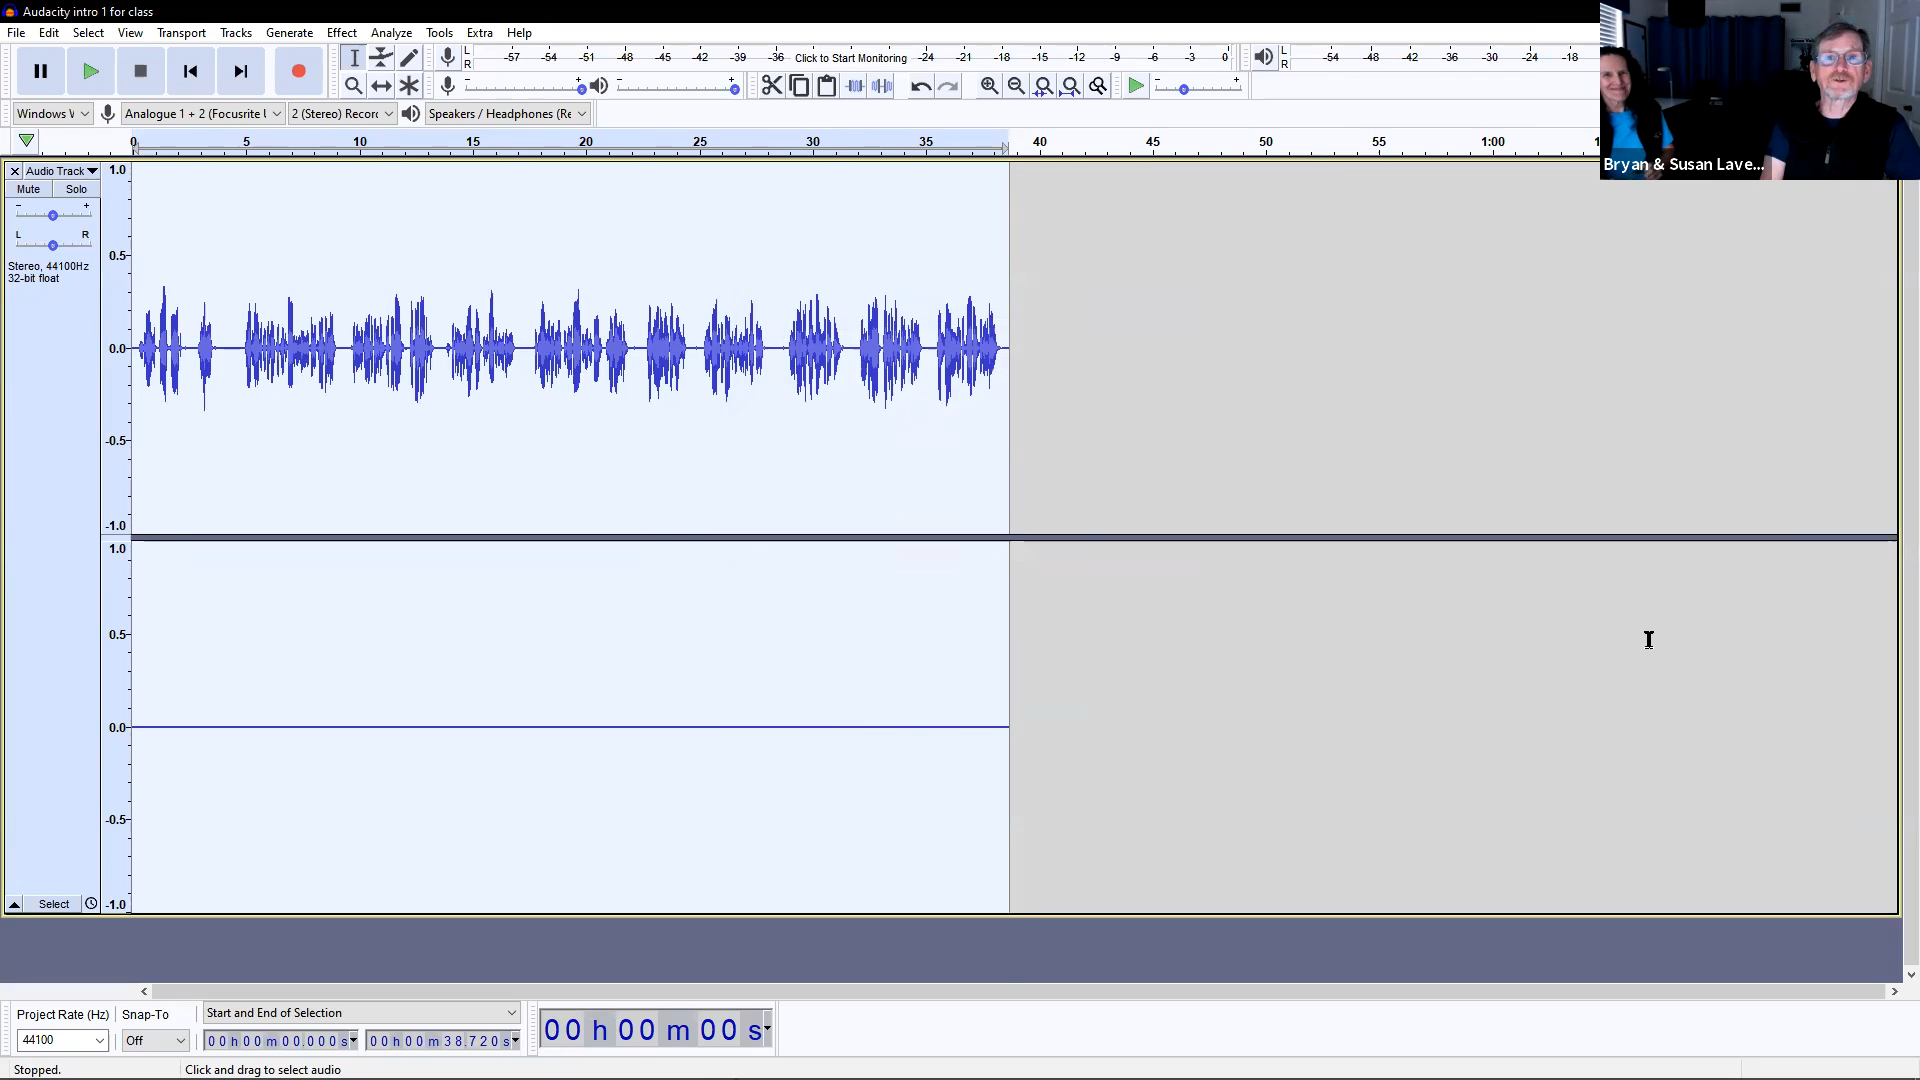 Audacity intro 1 for class
File Edit Select View Transport Tracks Generate Effect Analyze Tools Extra Help
L R -57 -54 -51 -48 -45 -42 -39 -36 Click to Start Monitoring -24 -21 -18 -15 -12 -9 -6 -3 0 L R -54 -48 -42 -36 -30 -24 -18
- + - + - +
Windows Analogue 1 + 2 (Focusrite 2 (Stereo) Recor Speakers / Headphones (Re
0 5 10 15 20 25 30 35 40 45 50 55 1:00
Bryan & Susan Lave...
Audio Track
Mute Solo
- +
L R
Stereo, 44100Hz
32-bit float
1.0
0.5
0.0
-0.5
-1.0
1.0
0.5
0.0
-0.5
-1.0
Select
Project Rate (Hz) Snap-To Start and End of Selection
44100 Off 00 h 00 m 00.000 s 00 h 00 m 38.720 s 00 h 00 m 00 s
Stopped. Click and drag to select audio